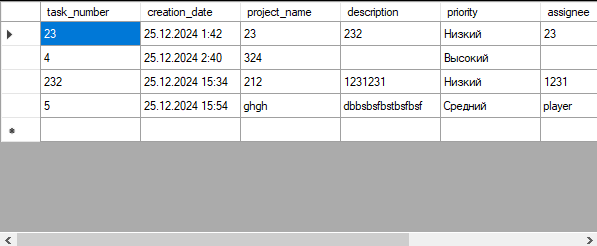 task_number creation_date project_name description priority assignee
23 25.12.2024 1:42 23 232 Низкий 23
4 25.12.2024 2:40 324 Высокий
232 25.12.2024 15:34 212 1231231 Низкий 1231
5 25.12.2024 15:54 ghgh dbbsbsfbstbsfbsf Средний player